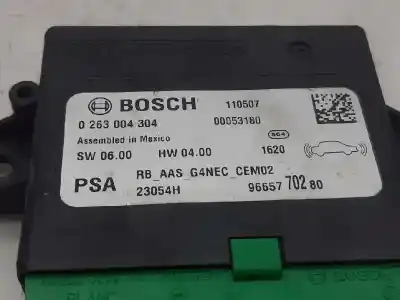 BOSCH 110507
0 263 004 304 00053180
Assembled in Mexico
SW 06.00 HW 04.00 1620
PSA RB_AAS_G4NEC_CEM02
23054H 96657 702 80
BLANC